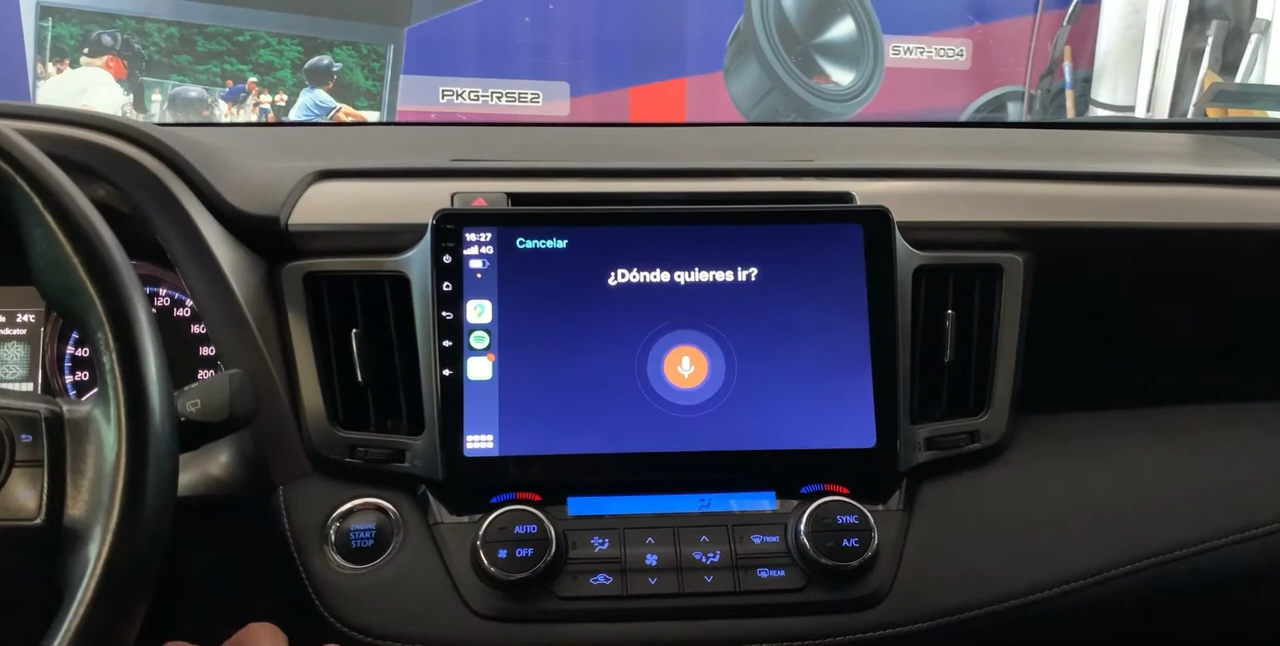 PKG-RSE2
SWR-10D4
16:27
4G
Cancelar
¿Dónde quieres ir?
24°C
120
140
160
180
200
40
20
ENGINE
START
STOP
AUTO
OFF
FRONT
REAR
SYNC
A/C